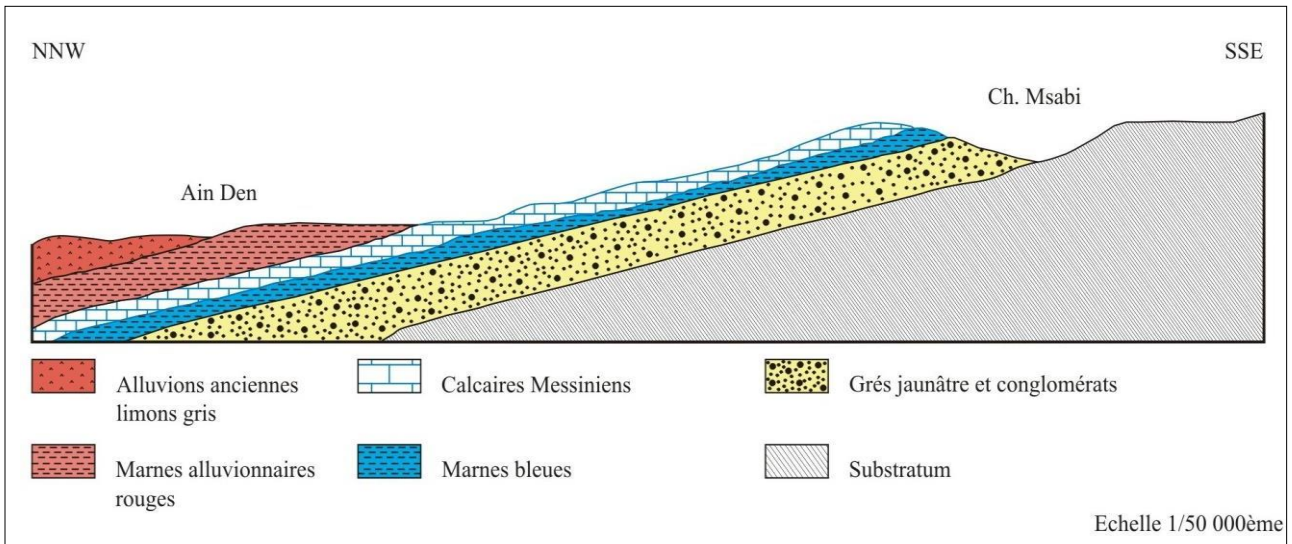 NNW
SSE
Ch. Msabi
Ain Den
Alluvions anciennes
limons gris
Calcaires Messiniens
Grés jaunâtre et conglomérats
Marnes alluvionnaires
rouges
Marnes bleues
Substratum
Echelle 1/50 000ème